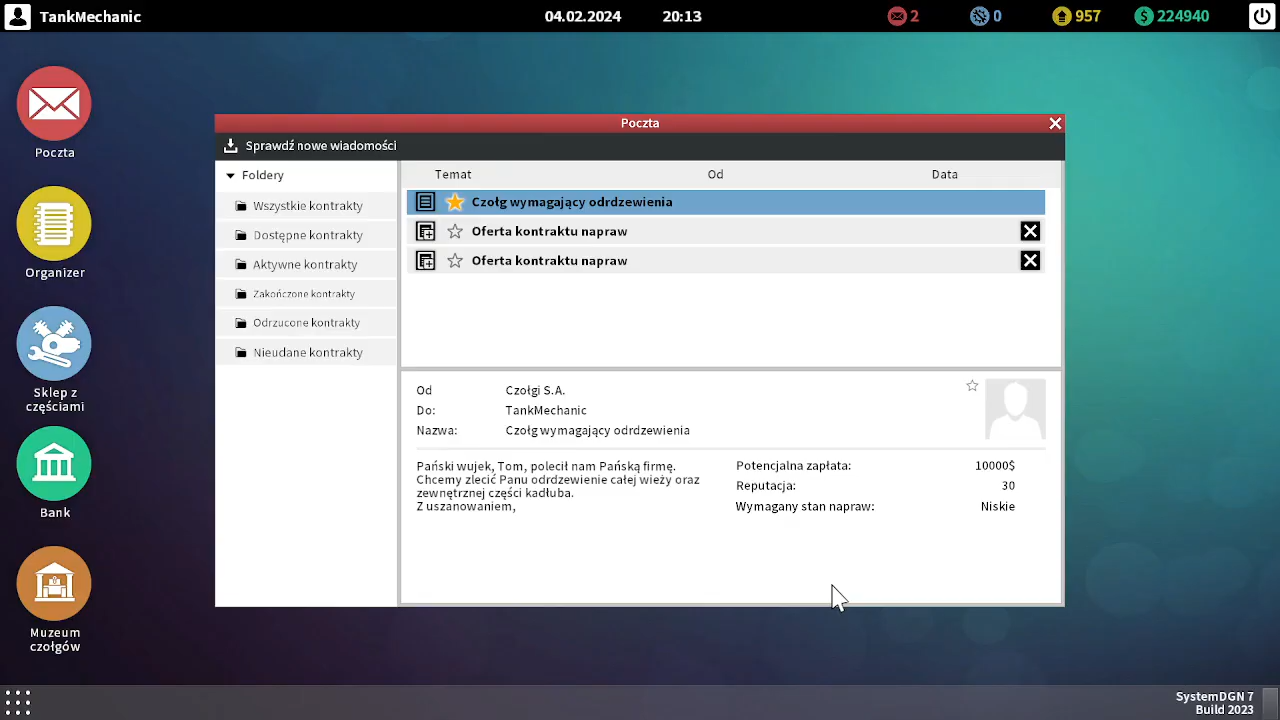 TankMechanic 04.02.2024 20:13 2 0 957 224940
Poczta
Organizer
Sklep z
częściami
Bank
Muzeum
czołgów
Poczta
Sprawdź nowe wiadomości
Foldery
Wszystkie kontrakty
Dostępne kontrakty
Aktywne kontrakty
Zakończone kontrakty
Odrzucone kontrakty
Nieudane kontrakty
Temat Od Data
Czołg wymagający odrdzewienia
Oferta kontraktu napraw
Oferta kontraktu napraw
Od Czołgi S.A.
Do: TankMechanic
Nazwa: Czołg wymagający odrdzewienia
Pański wujek, Tom, polecił nam Pańską firmę.
Chcemy zlecić Panu odrdzewienie całej wieży oraz
zewnętrznej części kadłuba.
Z uszanowaniem,
Potencjalna zapłata: 10000$
Reputacja: 30
Wymagany stan napraw: Niskie
SystemDGN 7
Build 2023